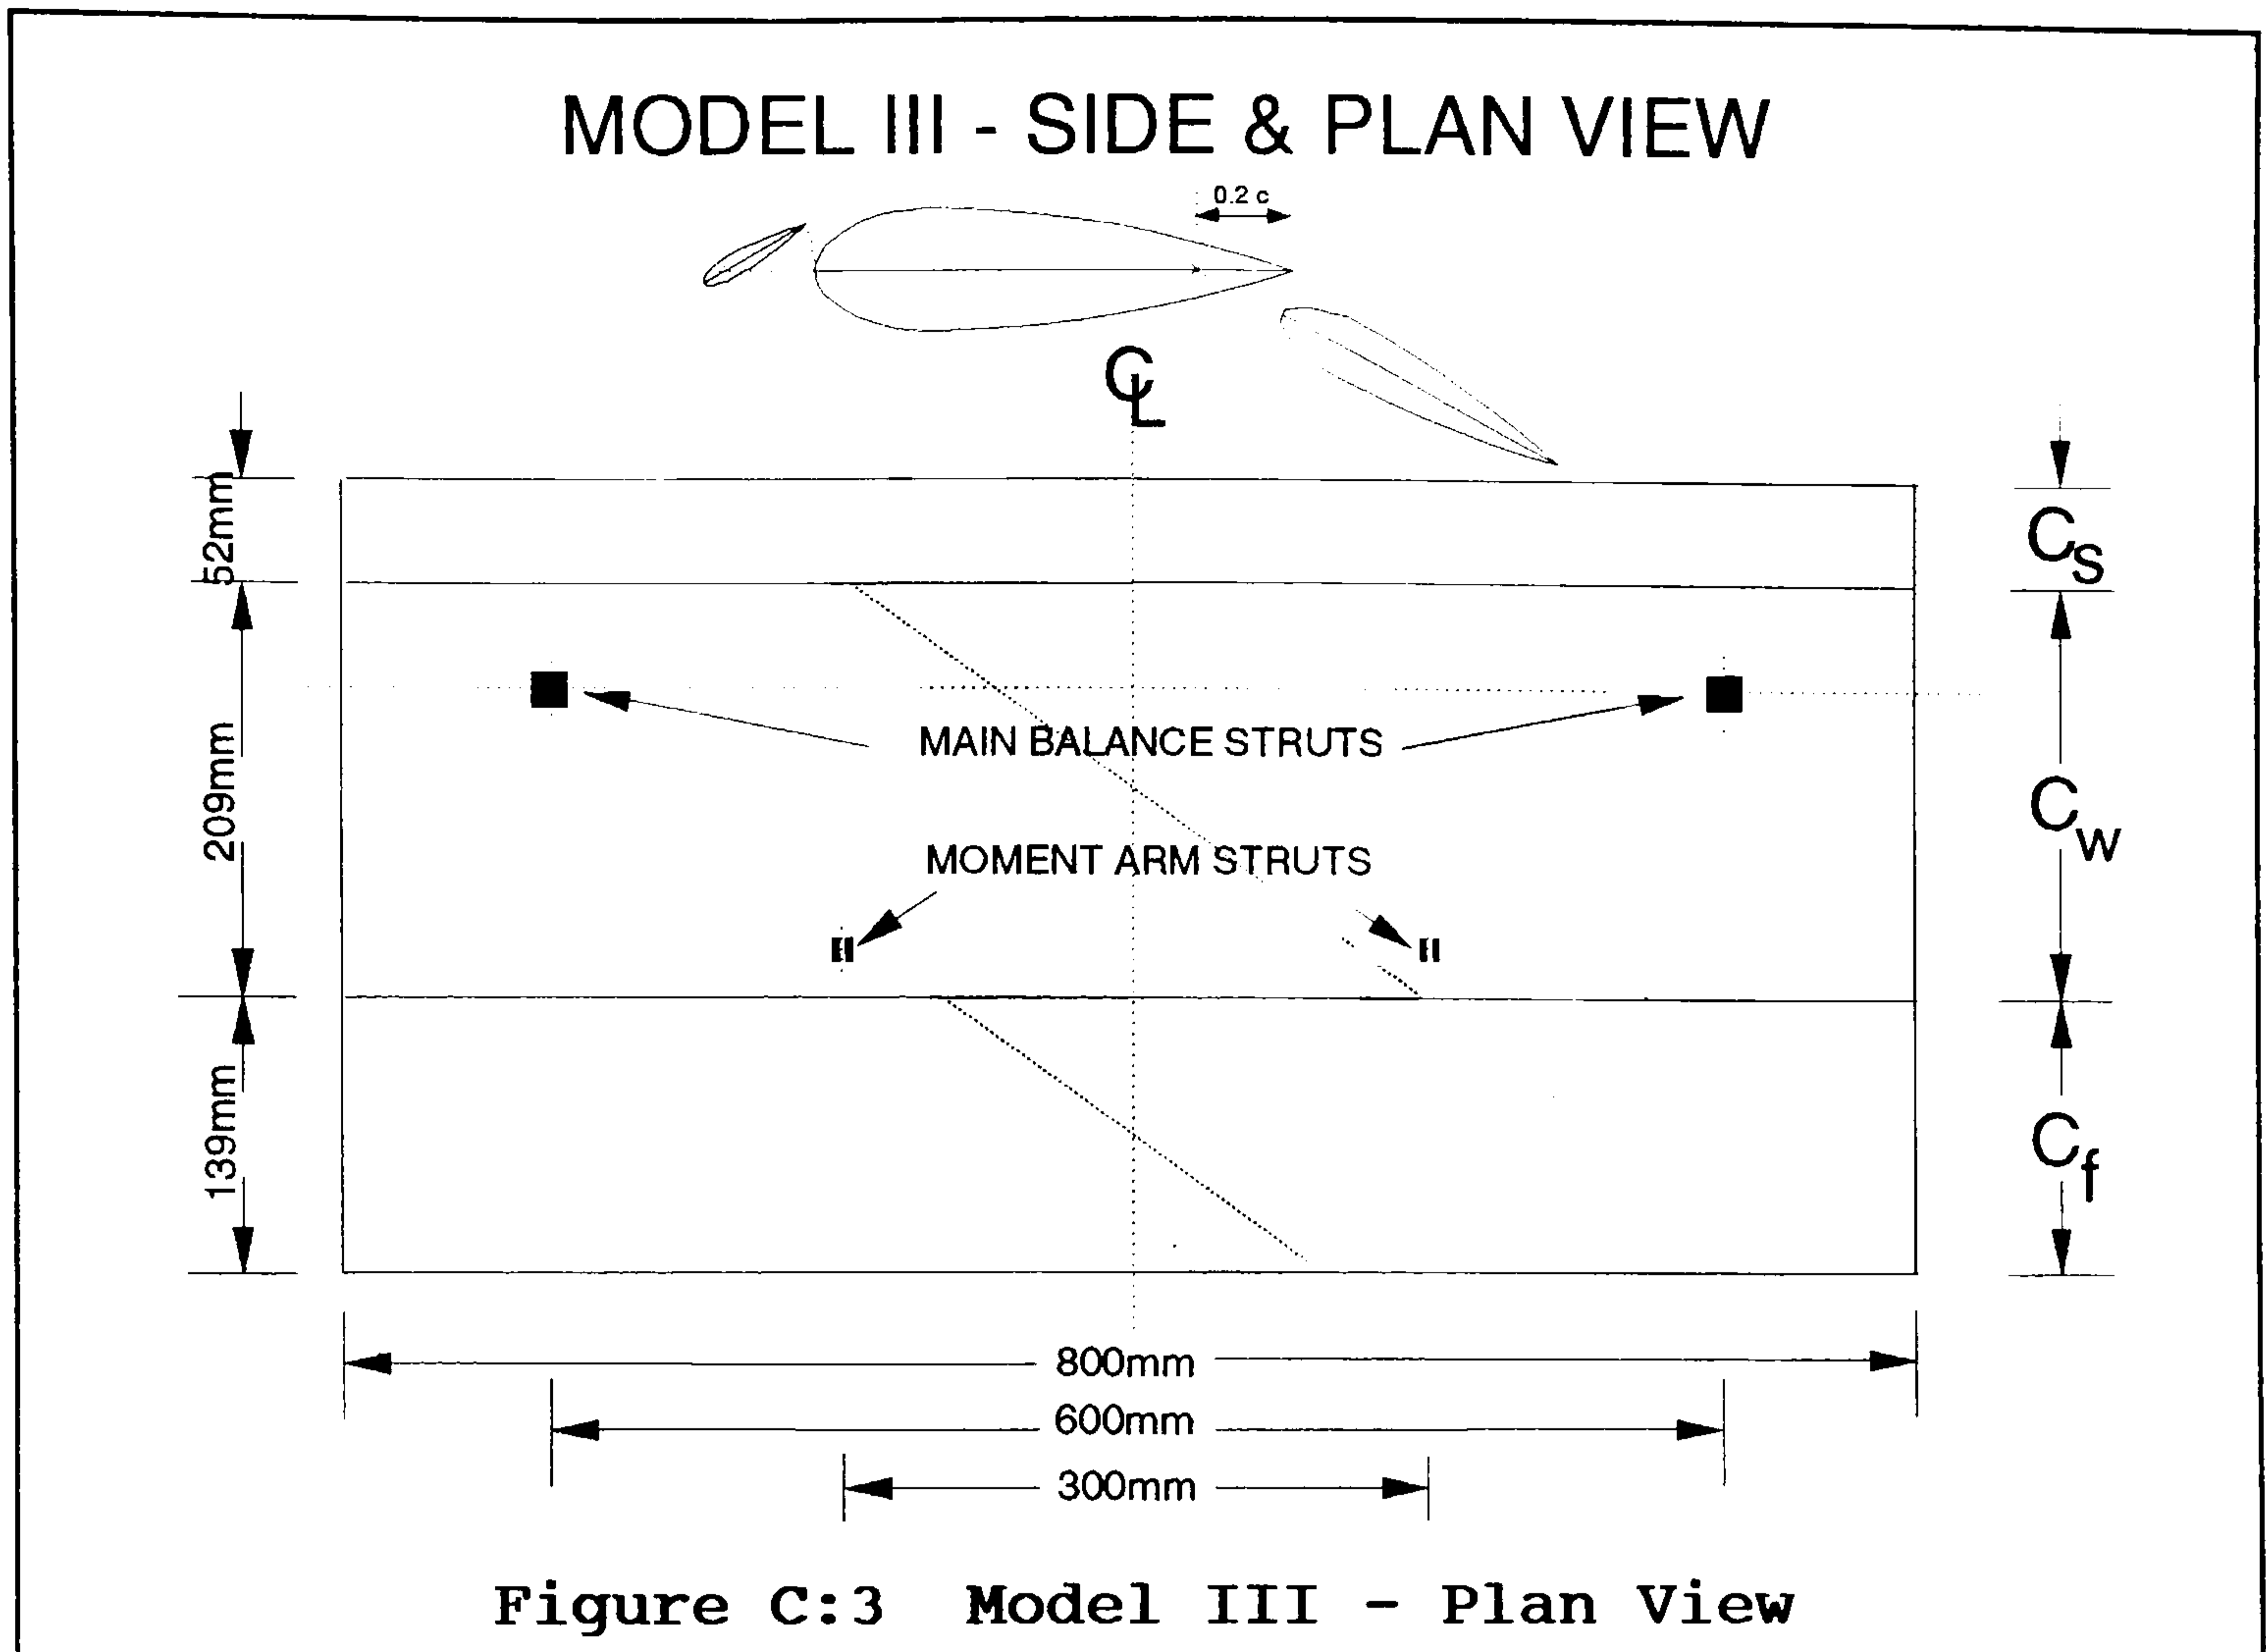 MODEL III - SIDE & PLAN VIEW
0.2 c
CL
52mm
Cs
209mm
MAIN BALANCE STRUTS
Cw
MOMENT ARM STRUTS
139mm
Cf
800mm
600mm
300mm
Figure C:3 Model III - Plan View